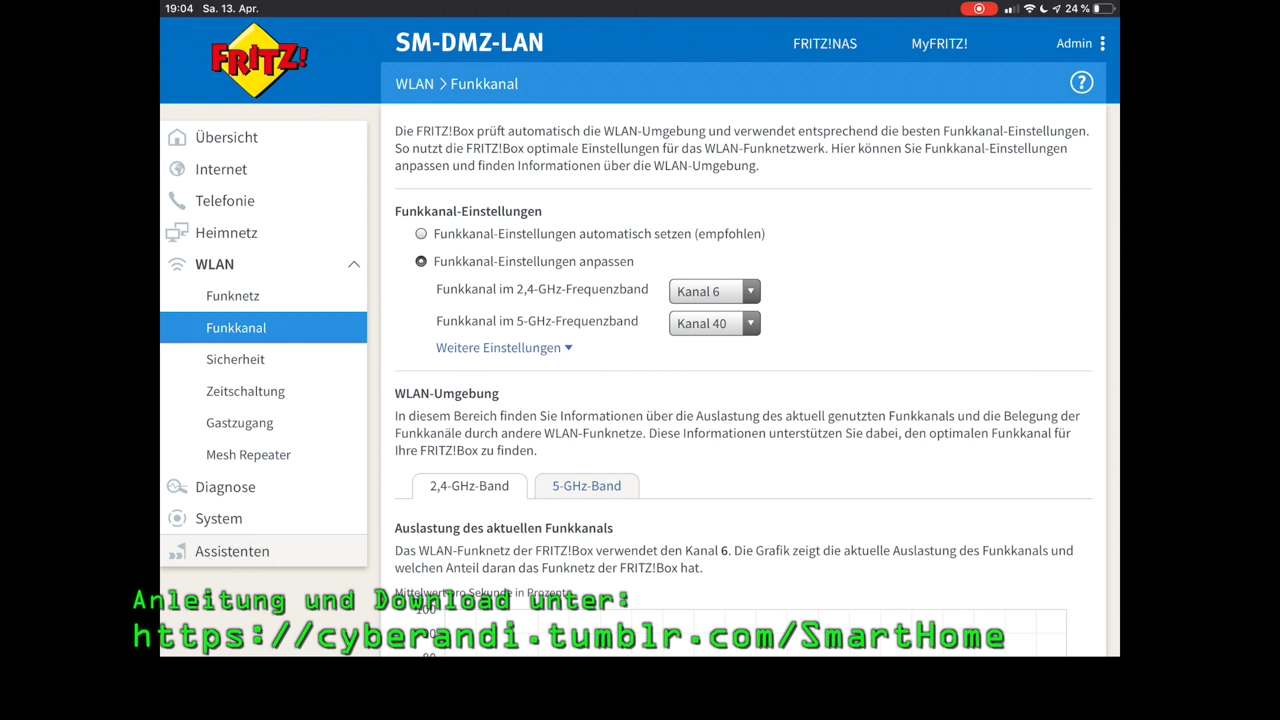 19:04 Sa. 13. Apr. 24 %
FRITZ!
SM-DMZ-LAN
FRITZ!NAS
MyFRITZ!
Admin
WLAN > Funkkanal
?
Übersicht
Internet
Telefonie
Heimnetz
WLAN
Funknetz
Funkkanal
Sicherheit
Zeitschaltung
Gastzugang
Mesh Repeater
Diagnose
System
Assistenten
Die FRITZ!Box prüft automatisch die WLAN-Umgebung und verwendet entsprechend die besten Funkkanal-Einstellungen.
So nutzt die FRITZ!Box optimale Einstellungen für das WLAN-Funknetzwerk. Hier können Sie Funkkanal-Einstellungen
anpassen und finden Informationen über die WLAN-Umgebung.
Funkkanal-Einstellungen
Funkkanal-Einstellungen automatisch setzen (empfohlen)
Funkkanal-Einstellungen anpassen
Funkkanal im 2,4-GHz-Frequenzband Kanal 6
Funkkanal im 5-GHz-Frequenzband Kanal 40
Weitere Einstellungen
WLAN-Umgebung
In diesem Bereich finden Sie Informationen über die Auslastung des aktuell genutzten Funkkanals und die Belegung der
Funkkanäle durch andere WLAN-Funknetze. Diese Informationen unterstützen Sie dabei, den optimalen Funkkanal für
Ihre FRITZ!Box zu finden.
2,4-GHz-Band 5-GHz-Band
Auslastung des aktuellen Funkkanals
Das WLAN-Funknetz der FRITZ!Box verwendet den Kanal 6. Die Grafik zeigt die aktuelle Auslastung des Funkkanals und
welchen Anteil daran das Funknetz der FRITZ!Box hat.
Mittelwert pro Sekunde in Prozent
100
80
Anleitung und Download unter:
https://cyberandi.tumblr.com/SmartHome